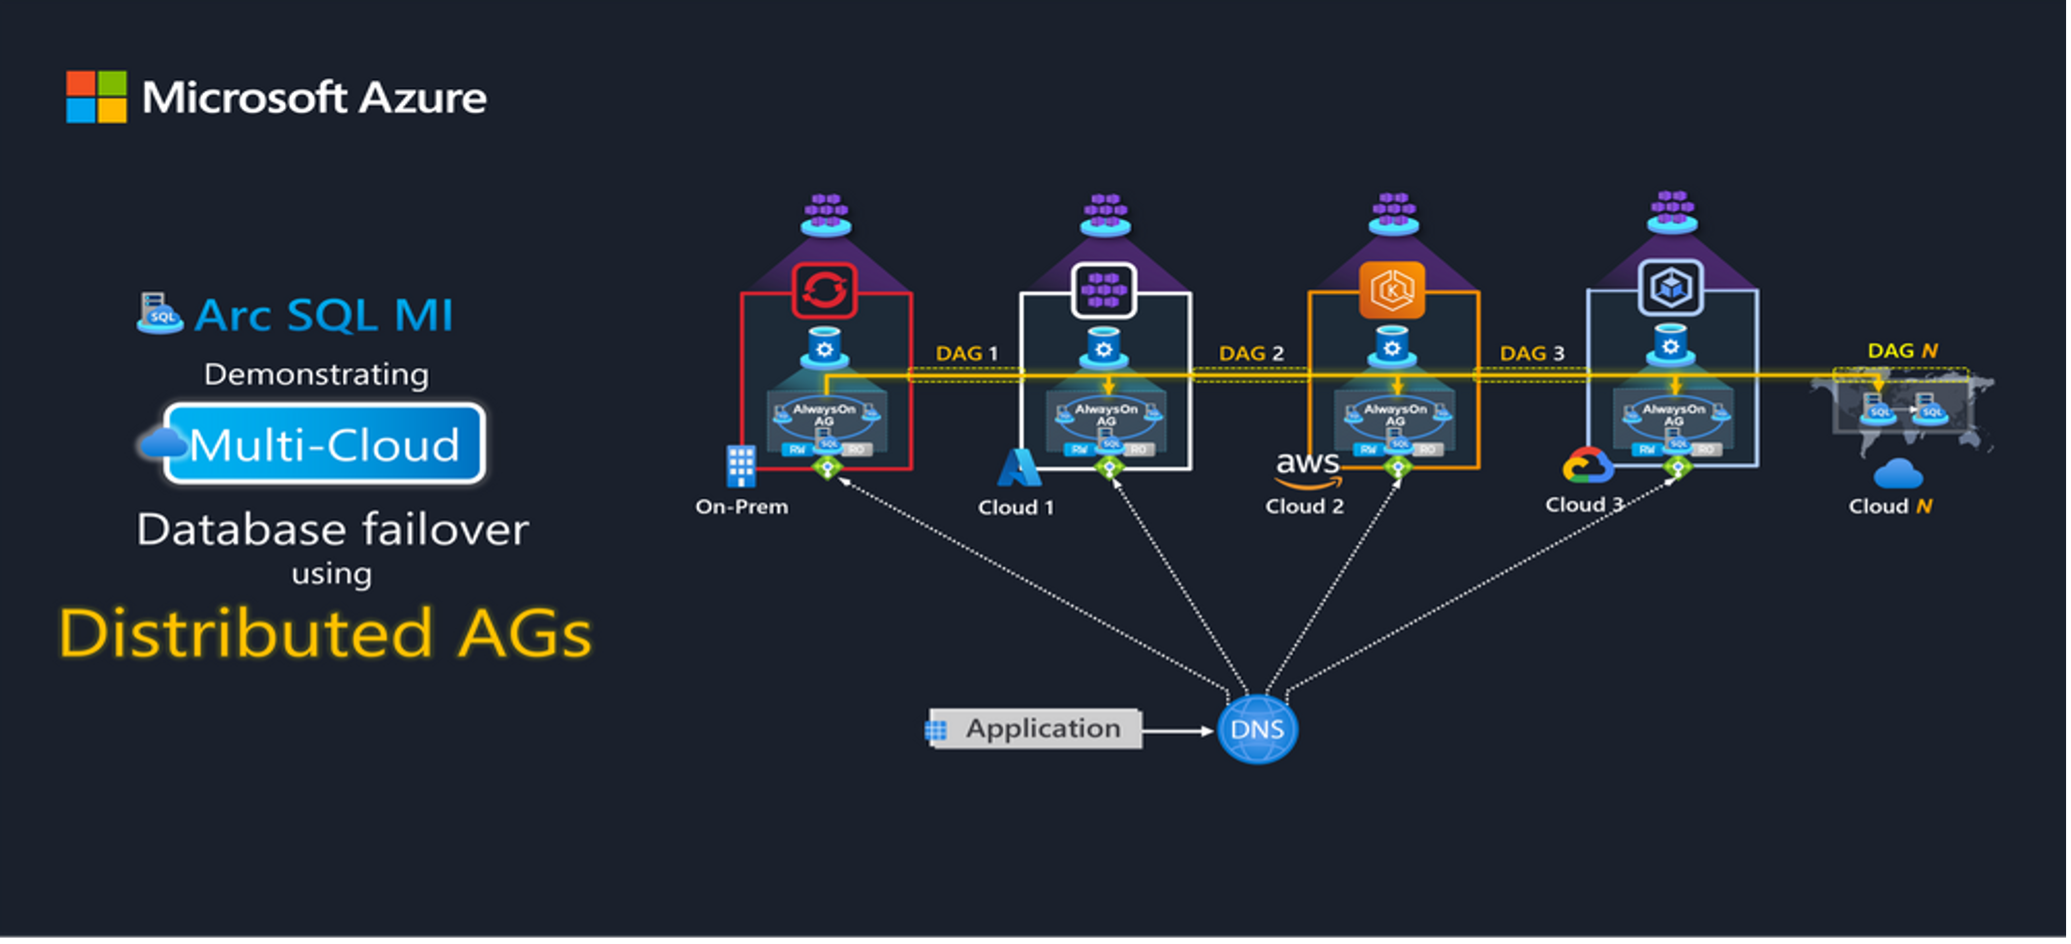 Microsoft Azure
SQL Arc SQL MI
Demonstrating
Multi-Cloud
Database failover
using
Distributed AGs
DAG 1
DAG 2
DAG 3
DAG N
AlwaysOn
AG
SQL
RW
RO
AlwaysOn
AG
SQL
RW
RO
AlwaysOn
AG
SQL
RW
RO
AlwaysOn
AG
SQL
RW
RO
SQL
SQL
On-Prem
Cloud 1
aws
Cloud 2
Cloud 3
Cloud N
Application
DNS